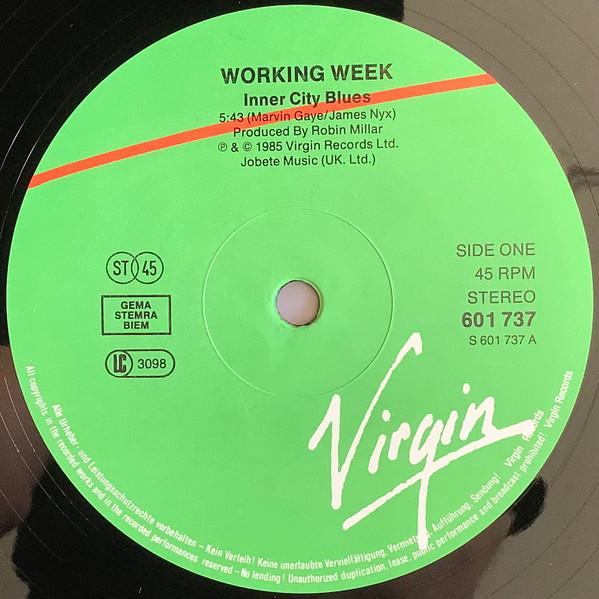 WORKING WEEK
Inner City Blues
5:43 (Marvin Gaye/James Nyx)
Produced By Robin Millar
℗ & © 1985 Virgin Records Ltd.
Jobete Music (UK. Ltd.)
ST 45
GEMA
STEMRA
BIEM
LC 3098
SIDE ONE
45 RPM
STEREO
601 737
S 601 737 A
Virgin
Alle Urheber- und Leistungsschutzrechte vorbehalten – Kein Verleih! Keine unerlaubte Vervielfältigung, Vermietung, Aufführung, Sendung! Virgin Records
All copyrights in the recorded works and in the recorded performances reserved – No lending! Unauthorized duplication, lease, public performance and broadcast prohibited! Virgin Records